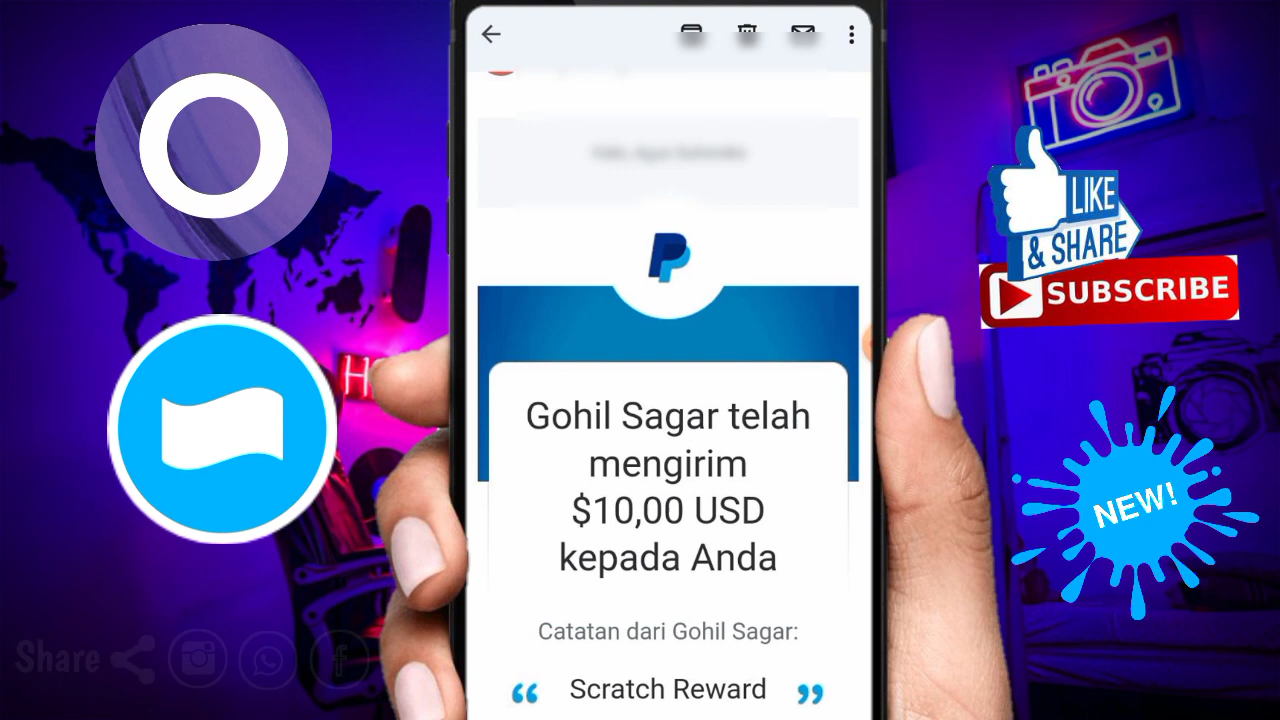 Gohil Sagar telah
mengirim
$10,00 USD
kepada Anda
Catatan dari Gohil Sagar:
“ Scratch Reward ”
LIKE
& SHARE
SUBSCRIBE
NEW!
Share